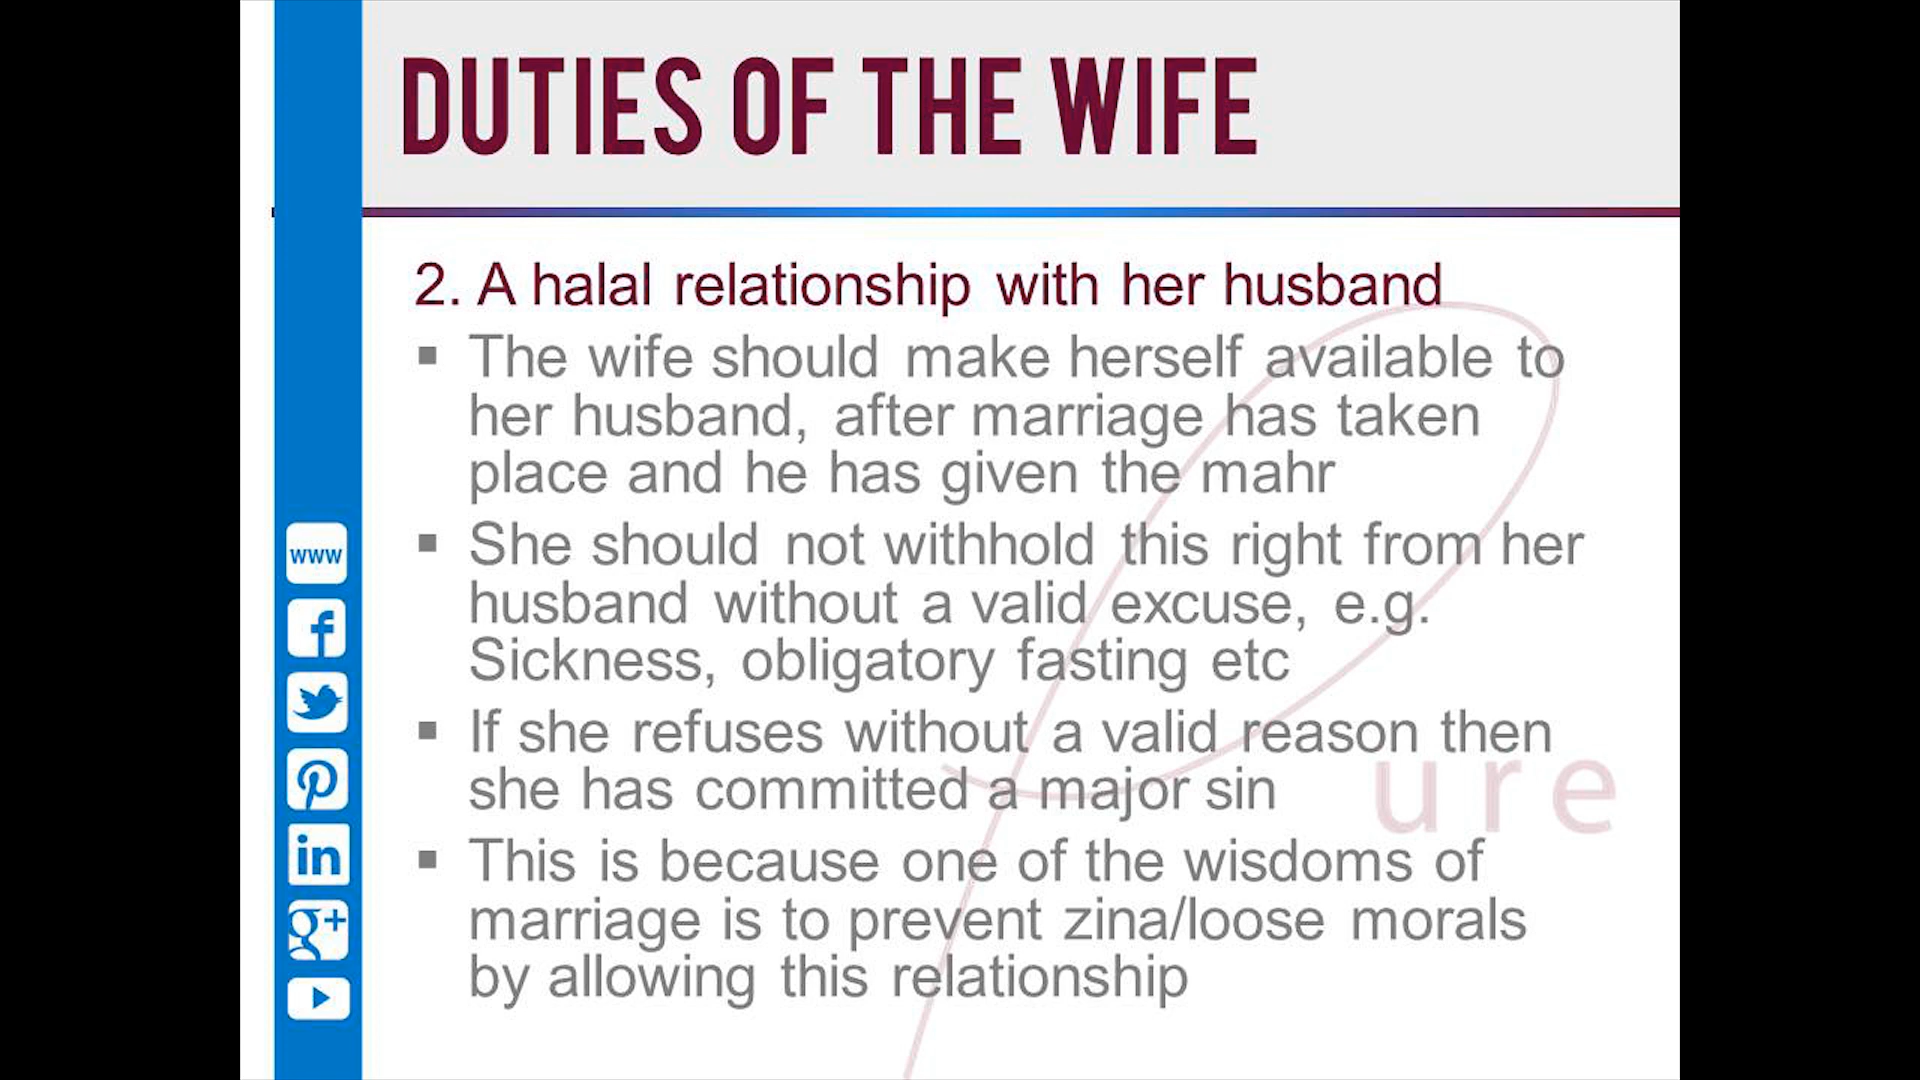 DUTIES OF THE WIFE
2. A halal relationship with her husband
▪ The wife should make herself available to
her husband, after marriage has taken
place and he has given the mahr
▪ She should not withhold this right from her
husband without a valid excuse, e.g.
Sickness, obligatory fasting etc
▪ If she refuses without a valid reason then
she has committed a major sin
▪ This is because one of the wisdoms of
marriage is to prevent zina/loose morals
by allowing this relationship
www
f
in
g+
ure